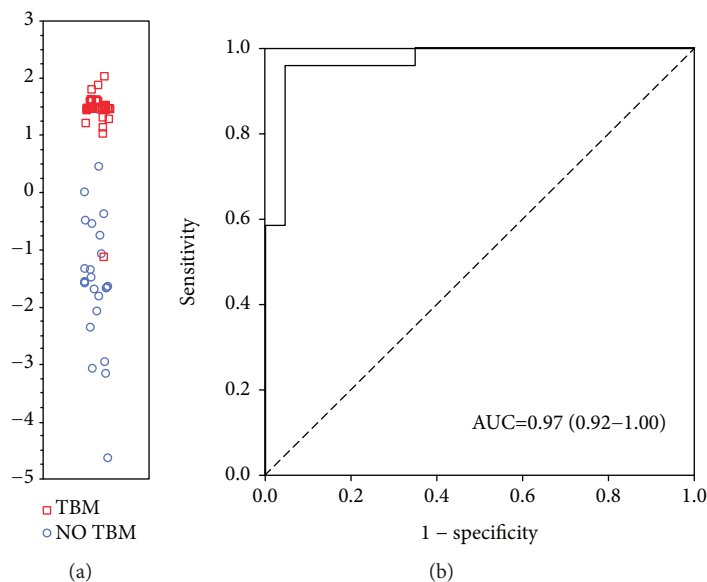 3
2
1
0
−1
−2
−3
−4
−5
TBM
NO TBM
(a)
Sensitivity
1.0
0.8
0.6
0.4
0.2
0.0
AUC=0.97 (0.92−1.00)
0.0 0.2 0.4 0.6 0.8 1.0
1 − specificity
(b)